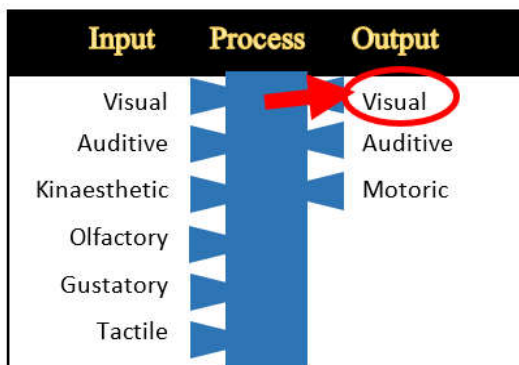 Input Process Output
Visual Visual
Auditive Auditive
Kinaesthetic Motoric
Olfactory
Gustatory
Tactile